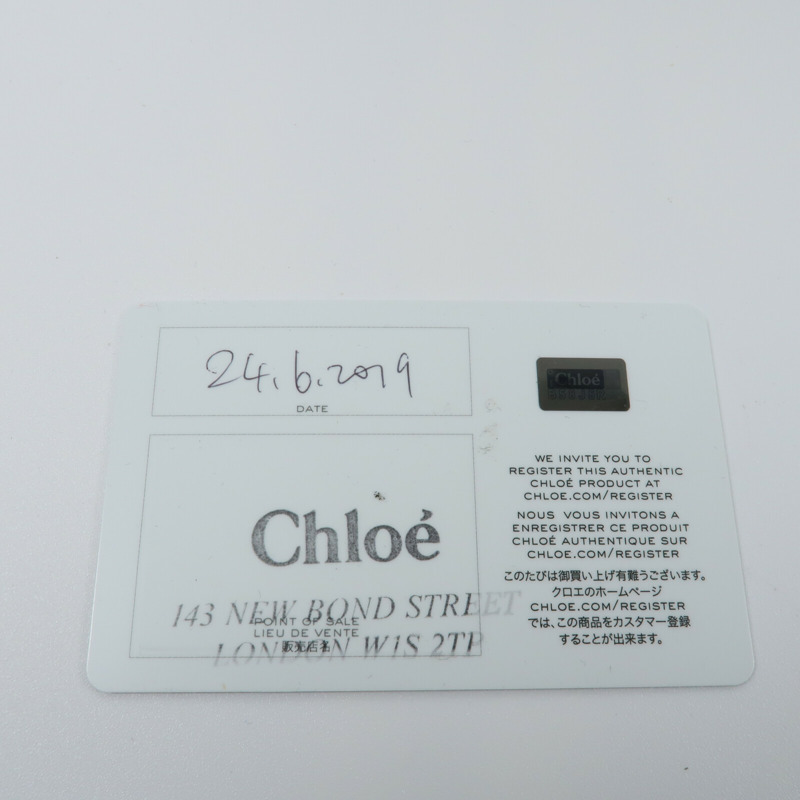 24.6.2019
DATE
Chloé
143 NEW BOND STREET
POINT OF SALE
LIEU DE VENTE
販売店名
LONDON W1S 2TP
Chloé
WE INVITE YOU TO
REGISTER THIS AUTHENTIC
CHLOÉ PRODUCT AT
CHLOE.COM/REGISTER
NOUS VOUS INVITONS A
ENREGISTRER CE PRODUIT
CHLOÉ AUTHENTIQUE SUR
CHLOE.COM/REGISTER
このたびは御買い上げ有難うございます。
クロエのホームページ
CHLOE.COM/REGISTER
では、この商品をカスタマー登録
することが出来ます。